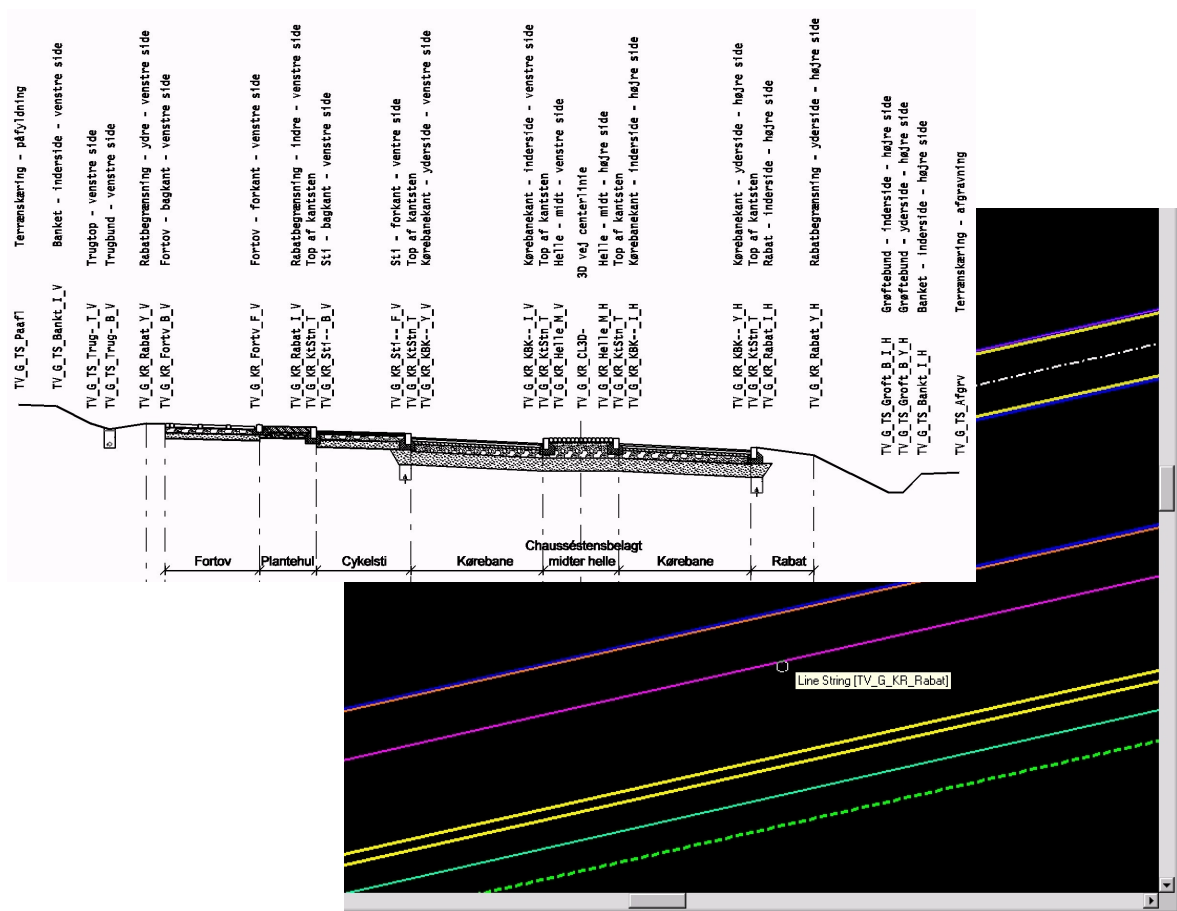 Terrænskæring - påfyldning
Banket - inderside - venstre side
Trugtop - venstre side
Trugbund - venstre side
Rabatbegrænsning - ydre - venstre side
Fortov - bagkant - venstre side
Fortov - forkant - venstre side
Rabatbegrænsning - indre - venstre side
Top af kantsten
Sti - bagkant - venstre side
Sti - forkant - ventre side
Top af kantsten
Kørebanekant - yderside - venstre side
Kørebanekant - inderside - venstre side
Top af kantsten
Helle - midt - venstre side
3D vej centerlinie
Helle - midt - højre side
Top af kantsten
Kørebanekant - inderside - højre side
Kørebanekant - yderside - højre side
Top af kantsten
Rabat - inderside - højre side
Rabatbegrænsning - yderside - højre side
Grøftebund - inderside - højre side
Grøftebund - yderside - højre side
Banket - inderside - højre side
Terrænskæring - afgravning
TV_G_TS_Paafl
TV_G_TS_Bankt_I_V
TV_G_TS_Trug-_T_V
TV_G_TS_Trug-_B_V
TV_G_KR_Rabat_Y_V
TV_G_KR_Fortv_B_V
TV_G_KR_Fortv_F_V
TV_G_KR_Rabat_I_V
TV_G_KR_KtStn_T
TV_G_KR_Sti--_B_V
TV_G_KR_Sti--_F_V
TV_G_KR_KtStn_T
TV_G_KR_KBK--_Y_V
TV_G_KR_KBK--_I_V
TV_G_KR_KtStn_T
TV_G_KR_Helle_M_V
TV_G_KR_CL3D-
TV_G_KR_Helle_M_H
TV_G_KR_KtStn_T
TV_G_KR_KBK--_I_H
TV_G_KR_KBK--_Y_H
TV_G_KR_KtStn_T
TV_G_KR_Rabat_I_H
TV_G_KR_Rabat_Y_H
TV_G_TS_Groft_B_I_H
TV_G_TS_Groft_B_Y_H
TV_G_TS_Bankt_I_H
TV_G_TS_Afgrv
Fortov
Plantehul
Cykelsti
Kørebane
Chausséstensbelagt
midter helle
Kørebane
Rabat
Line String [TV_G_KR_Rabat]